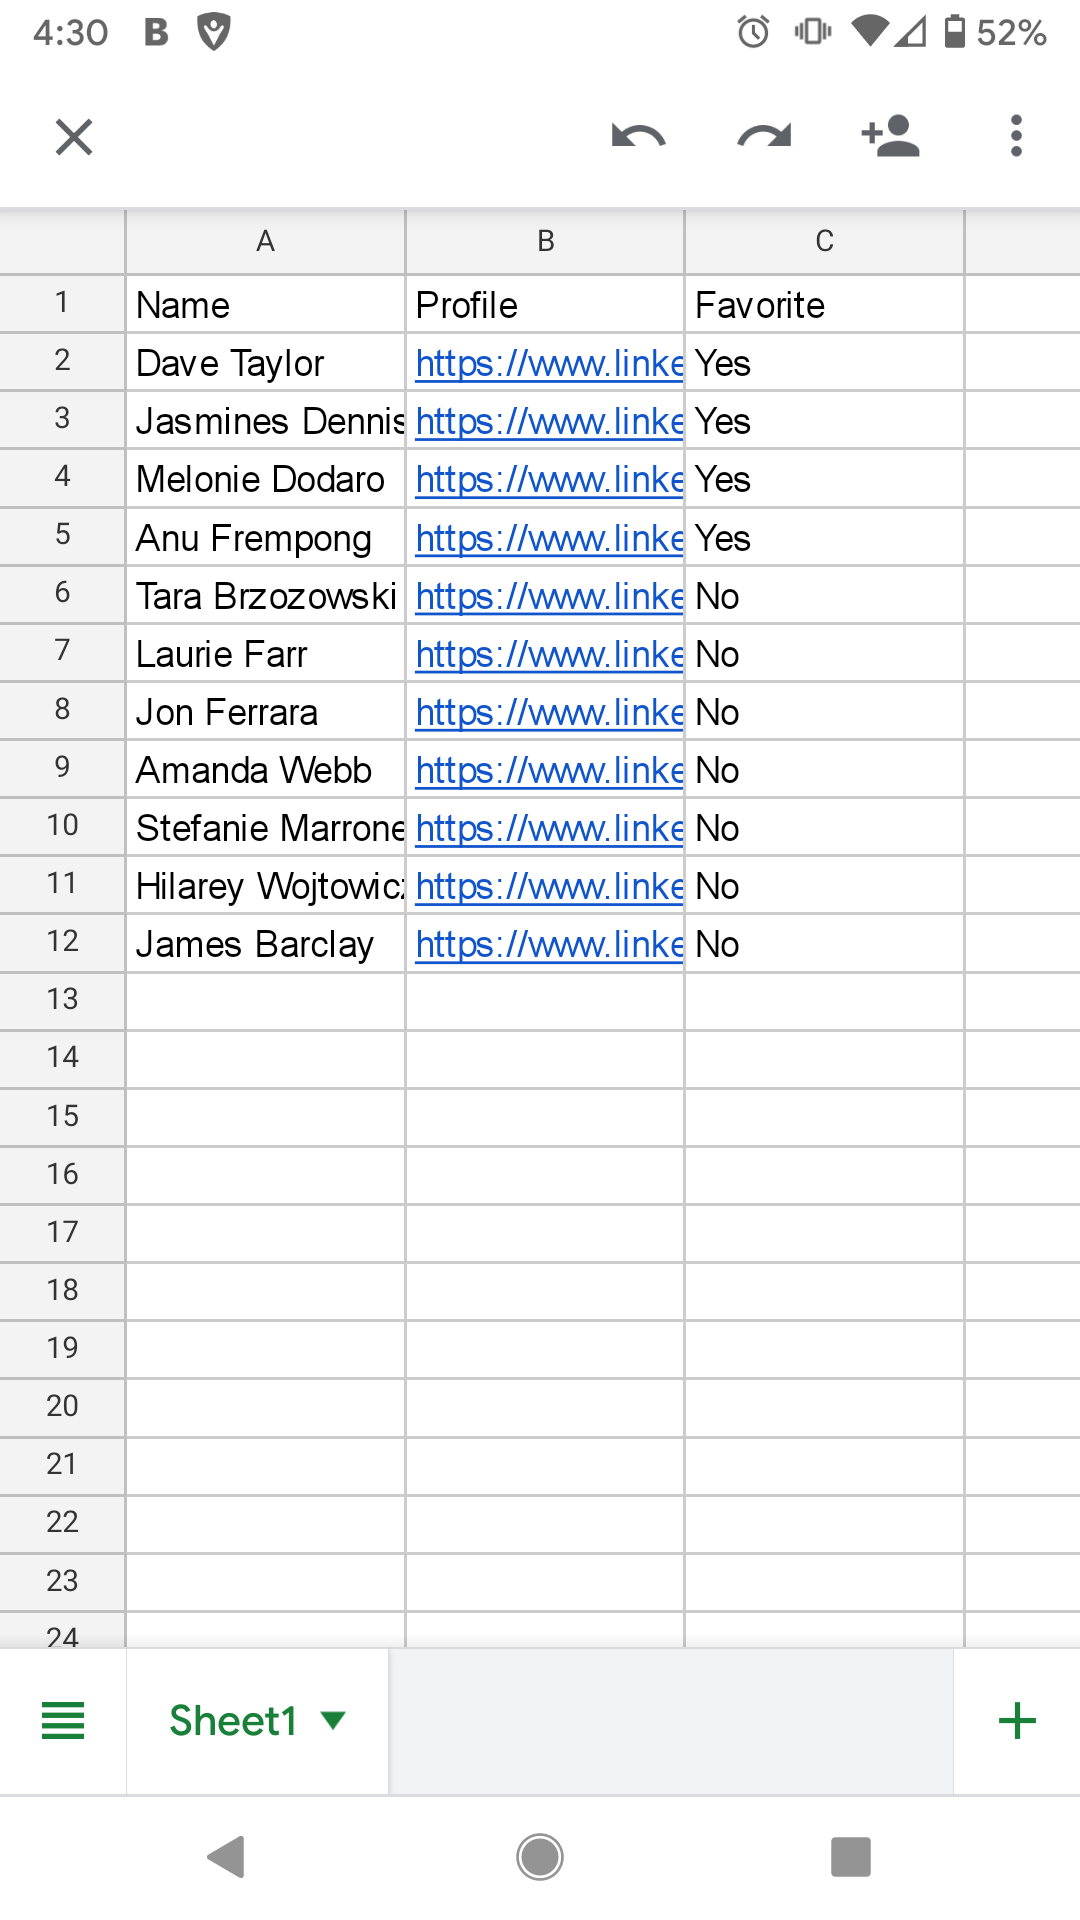 4:30 B 52%
A B C
1 Name Profile Favorite
2 Dave Taylor https://www.linke Yes
3 Jasmines Dennis https://www.linke Yes
4 Melonie Dodaro https://www.linke Yes
5 Anu Frempong https://www.linke Yes
6 Tara Brzozowski https://www.linke No
7 Laurie Farr https://www.linke No
8 Jon Ferrara https://www.linke No
9 Amanda Webb https://www.linke No
10 Stefanie Marrone https://www.linke No
11 Hilarey Wojtowicz https://www.linke No
12 James Barclay https://www.linke No
13
14
15
16
17
18
19
20
21
22
23
24
Sheet1